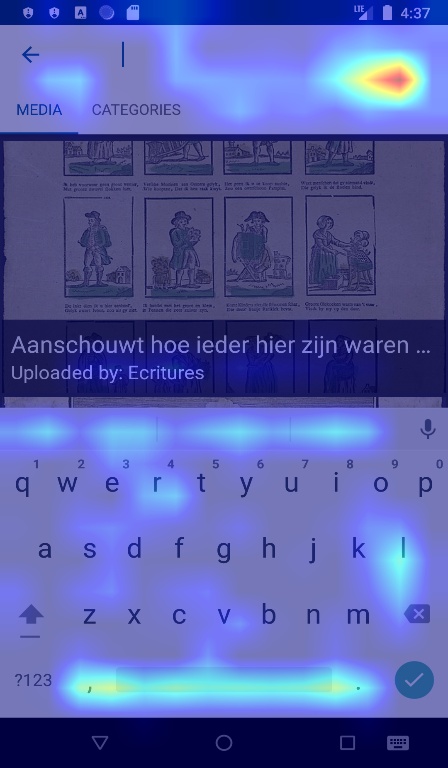 LTE 4:37
MEDIA CATEGORIES
Aanschouwt hoe ieder hier zijn waren ...
Uploaded by: Ecritures
1 2 3 4 5 6 7 8 9 0
q w e r t y u i o p
a s d f g h j k l
z x c v b n m
?123 , .